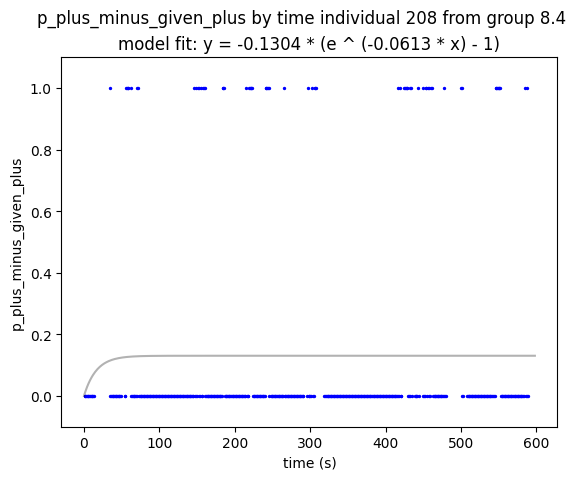 p_plus_minus_given_plus by time individual 208 from group 8.4
model fit: y = -0.1304 * (e ^ (-0.0613 * x) - 1)
1.0
0.8
0.6
0.4
0.2
0.0
p_plus_minus_given_plus
0 100 200 300 400 500 600
time (s)